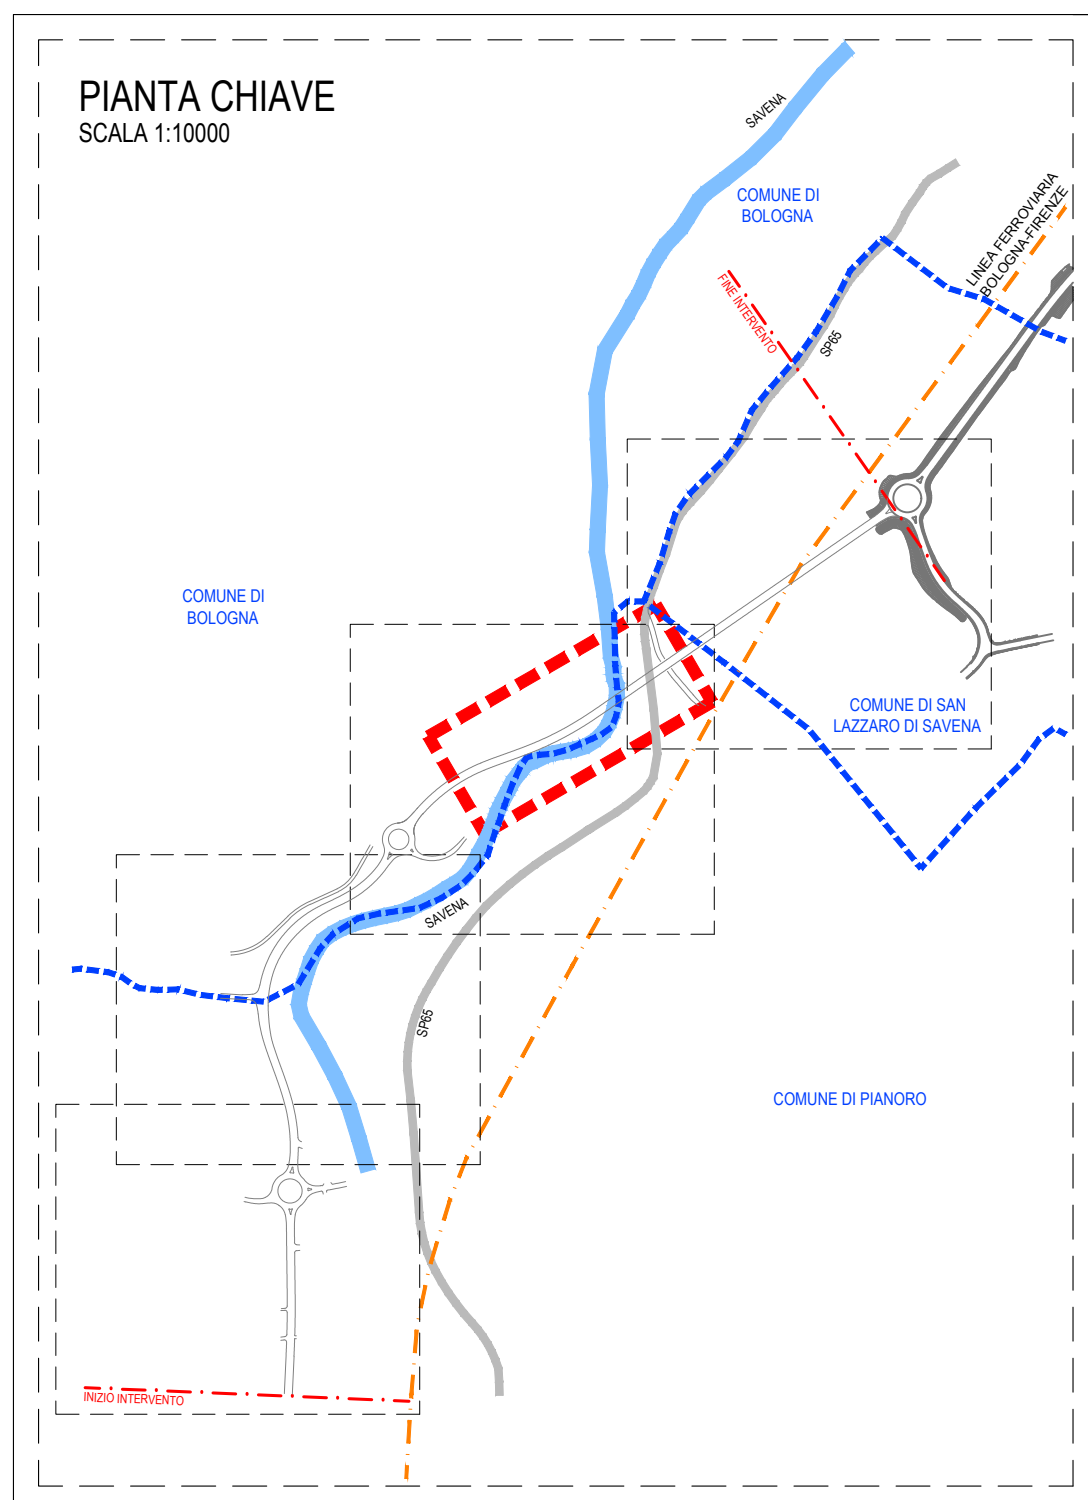 PIANTA CHIAVE
SCALA 1:10000
SAVENA
COMUNE DI
BOLOGNA
LINEA FERROVIARIA
BOLOGNA-FIRENZE
FINE INTERVENTO
SP65
COMUNE DI
BOLOGNA
COMUNE DI SAN
LAZZARO DI SAVENA
SAVENA
SP65
COMUNE DI PIANORO
INIZIO INTERVENTO